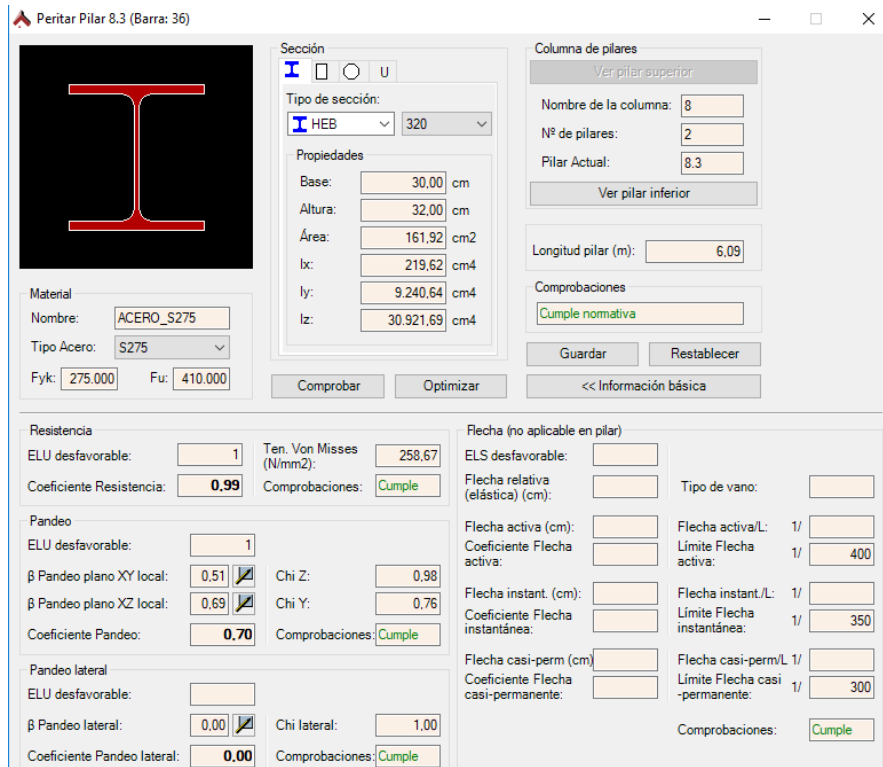 Peritar Pilar 8.3 (Barra: 36)
Sección
U
Tipo de sección:
HEB 320
Propiedades
Base: 30,00 cm
Altura: 32,00 cm
Área: 161,92 cm2
Ix: 219,62 cm4
Iy: 9.240,64 cm4
Iz: 30.921,69 cm4
Comprobar Optimizar
Columna de pilares
Ver pilar superior
Nombre de la columna: 8
Nº de pilares: 2
Pilar Actual: 8.3
Ver pilar inferior
Longitud pilar (m): 6,09
Comprobaciones
Cumple normativa
Guardar Restablecer
<< Información básica
Material
Nombre: ACERO_S275
Tipo Acero: S275
Fyk: 275.000 Fu: 410.000
Resistencia
ELU desfavorable: 1 Ten. Von Misses (N/mm2): 258,67
Coeficiente Resistencia: 0,99 Comprobaciones: Cumple
Pandeo
ELU desfavorable: 1
β Pandeo plano XY local: 0,51 Chi Z: 0,98
β Pandeo plano XZ local: 0,69 Chi Y: 0,76
Coeficiente Pandeo: 0,70 Comprobaciones: Cumple
Pandeo lateral
ELU desfavorable:
β Pandeo lateral: 0,00 Chi lateral: 1,00
Coeficiente Pandeo lateral: 0,00 Comprobaciones: Cumple
Flecha (no aplicable en pilar)
ELS desfavorable:
Flecha relativa (elástica) (cm): Tipo de vano:
Flecha activa (cm): Flecha activa/L: 1/
Coeficiente Flecha activa: Límite Flecha activa: 1/ 400
Flecha instant. (cm): Flecha instant./L: 1/
Coeficiente Flecha instantánea: Límite Flecha instantánea: 1/ 350
Flecha casi-perm (cm) Flecha casi-perm/L 1/
Coeficiente Flecha casi-permanente: Límite Flecha casi -permanente: 1/ 300
Comprobaciones: Cumple